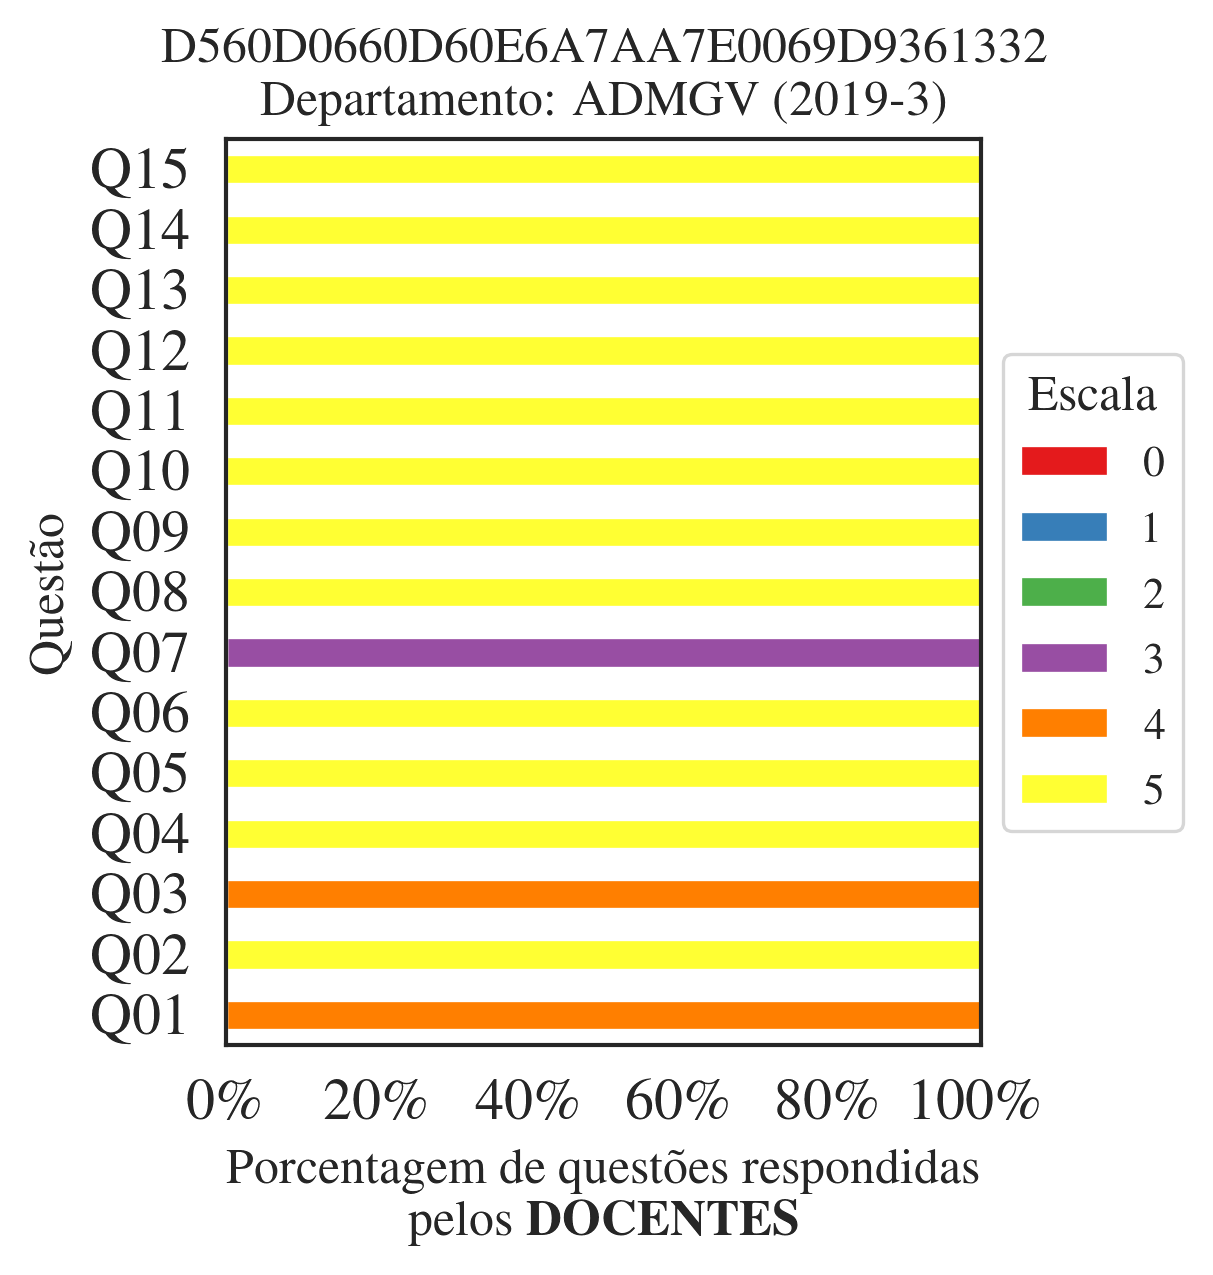 D560D0660D60E6A7AA7E0069D9361332
Departamento: ADMGV (2019-3)
Questão
Q15
Q14
Q13
Q12
Q11
Q10
Q09
Q08
Q07
Q06
Q05
Q04
Q03
Q02
Q01
0% 20% 40% 60% 80% 100%
Porcentagem de questões respondidas
pelos DOCENTES
Escala
0
1
2
3
4
5